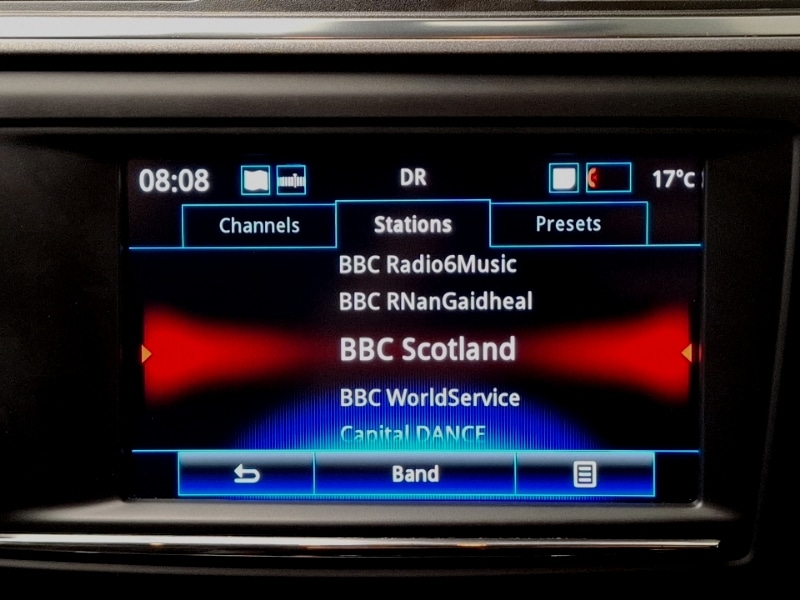 08:08 DR 17°c
Channels Stations Presets
BBC Radio6Music
BBC RNanGaidheal
BBC Scotland
BBC WorldService
Capital DANCE
Band